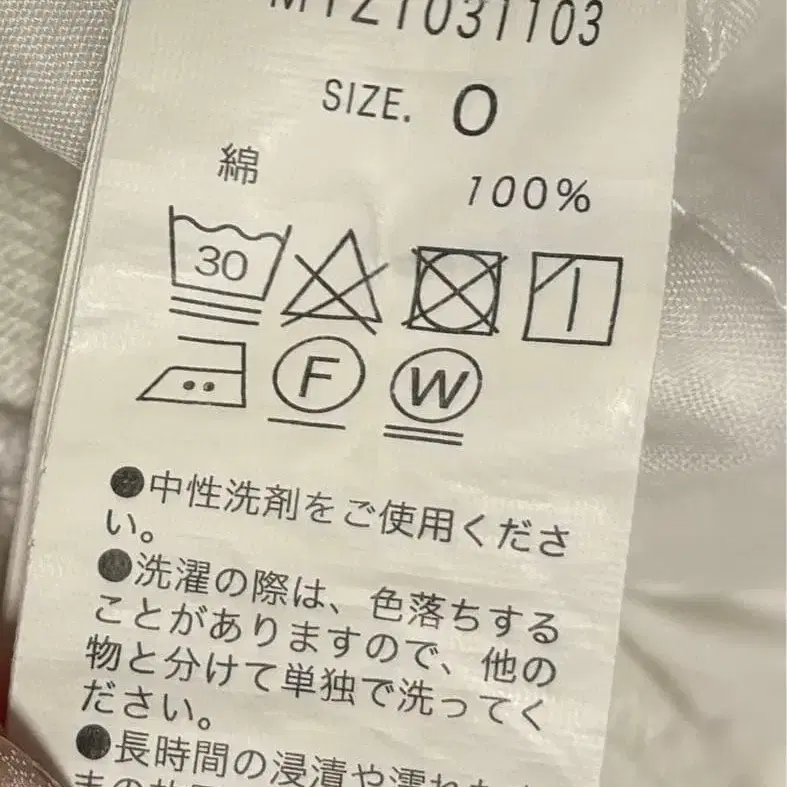 MTZ1031103
SIZE. O
綿 100%
30
F W
●中性洗剤をご使用くださ
い。
●洗濯の際は、色落ちする
ことがありますので、他の
物と分けて単独で洗ってく
ださい。
●長時間の浸漬や濡れた